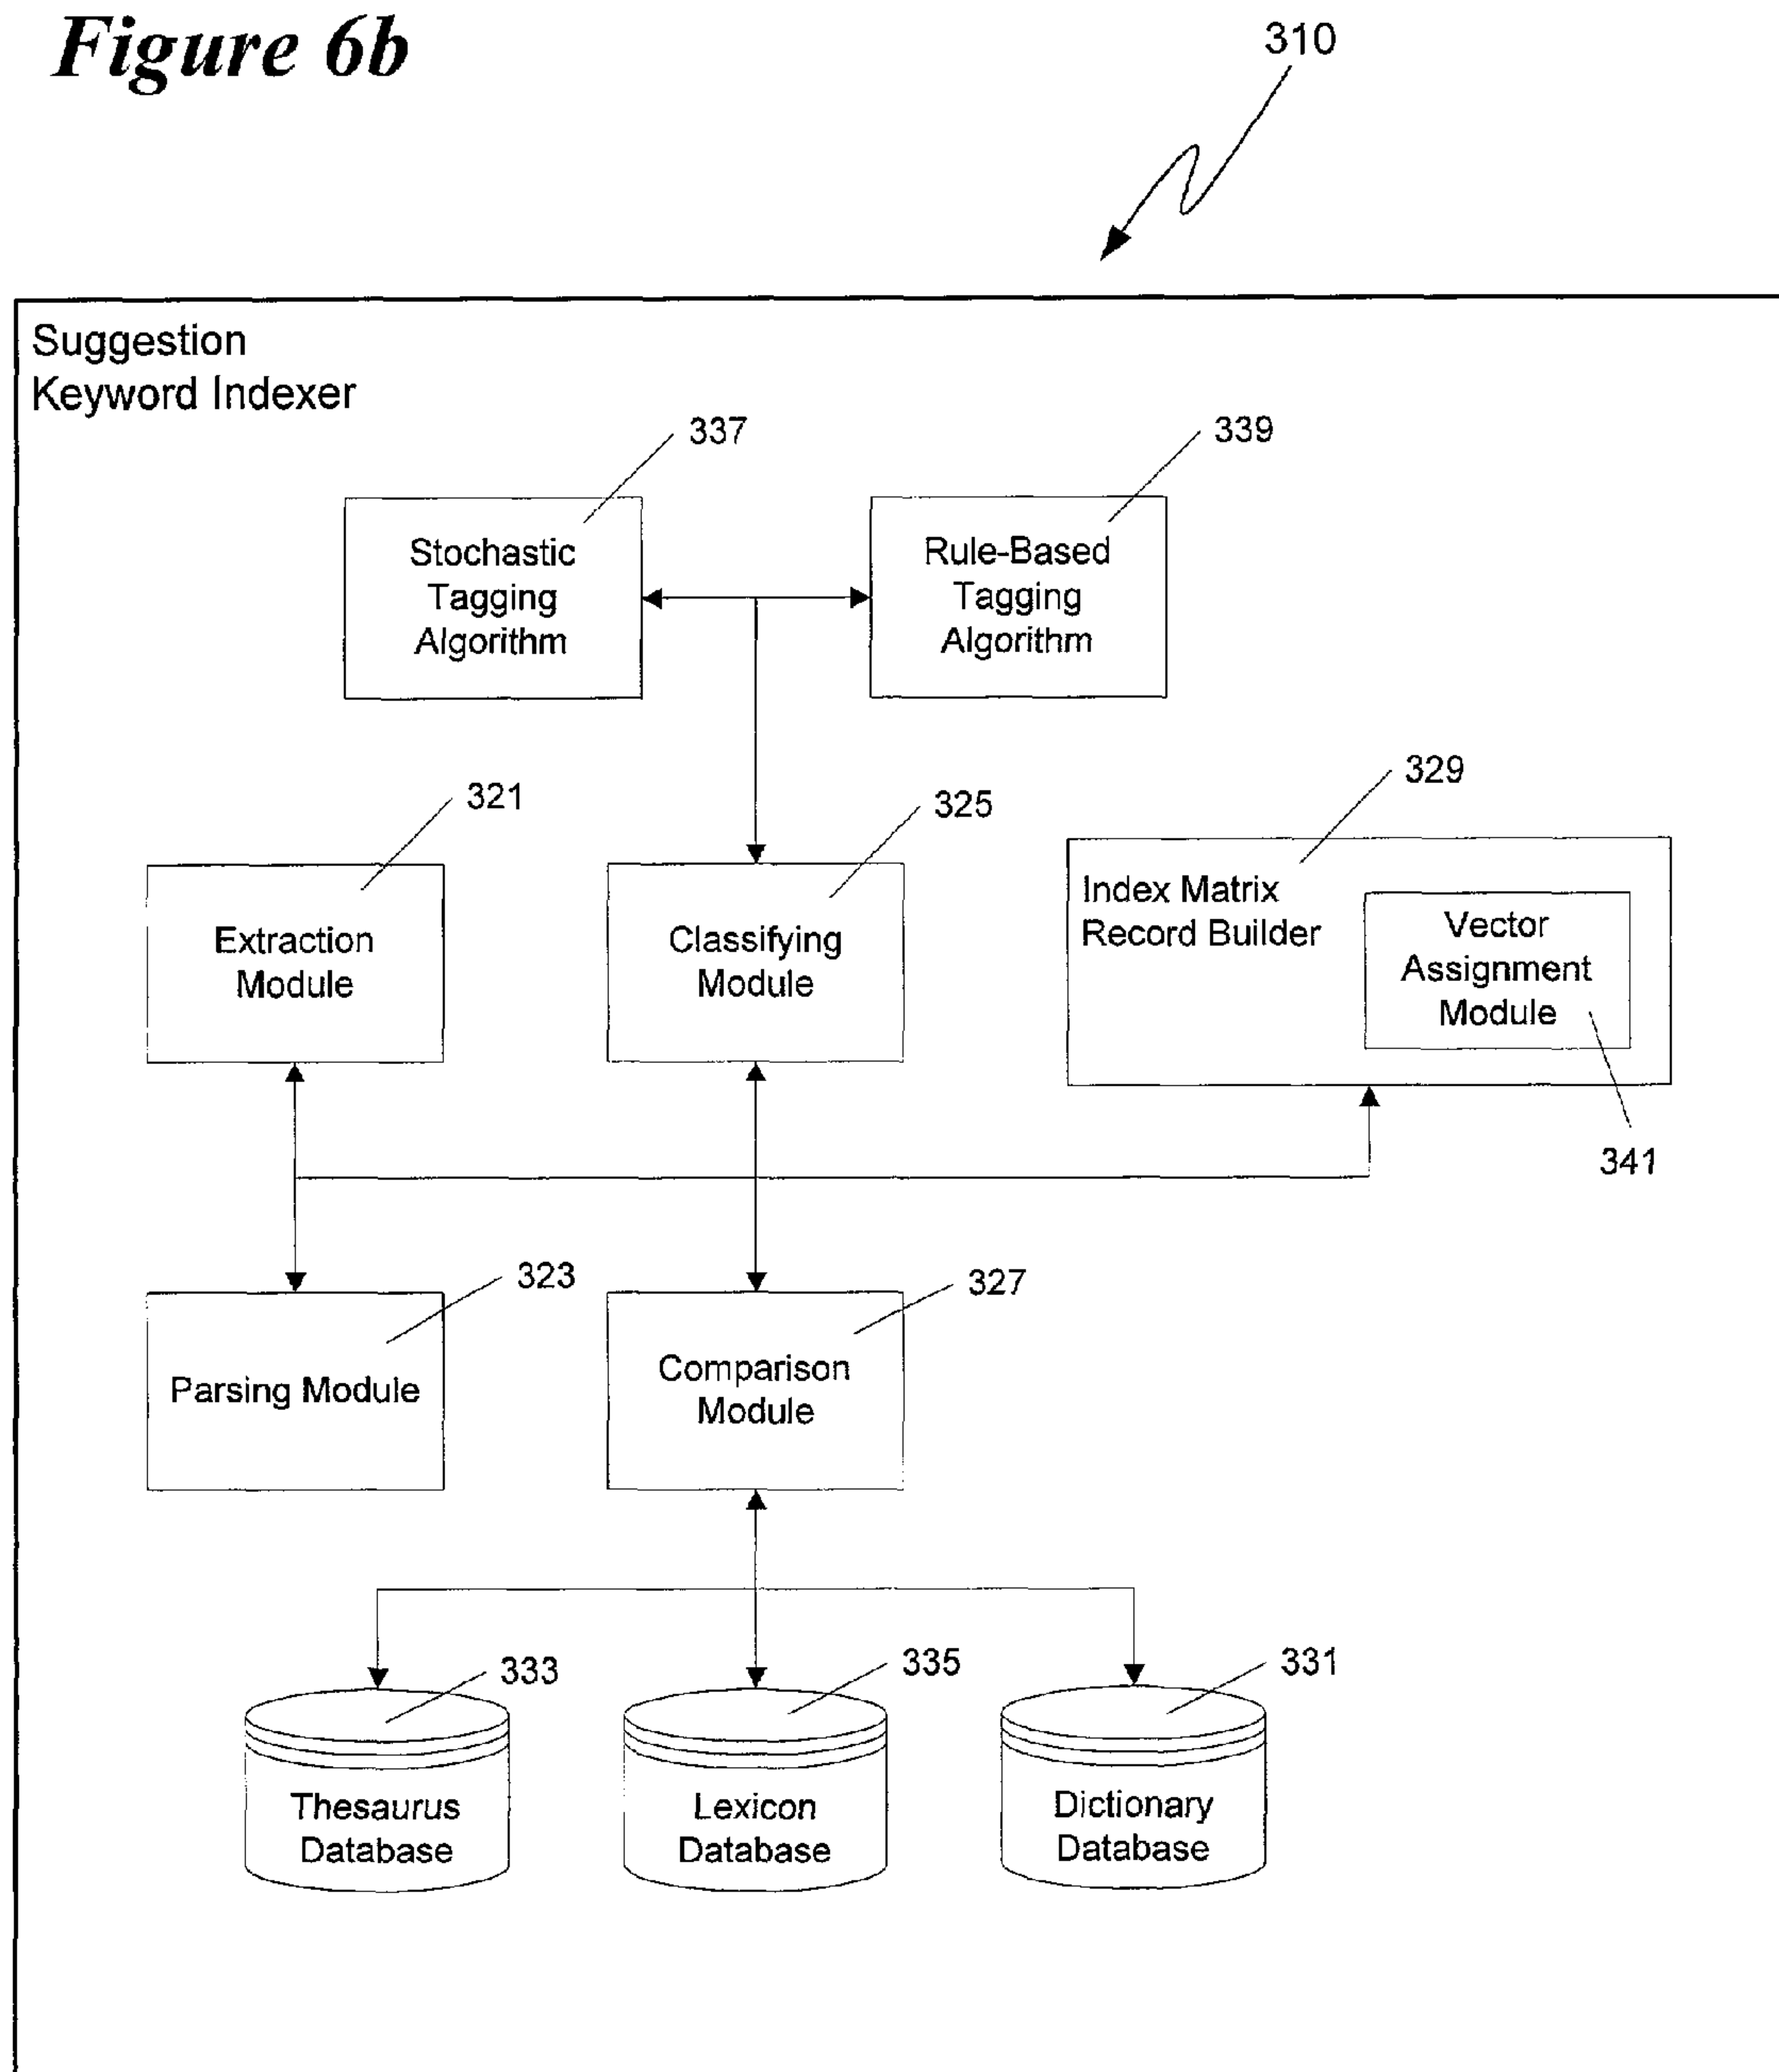 Figure 6b
310
Suggestion
Keyword Indexer
337
339
Stochastic
Tagging
Algorithm
Rule-Based
Tagging
Algorithm
321
325
329
Extraction
Module
Classifying
Module
Index Matrix
Record Builder
Vector
Assignment
Module
341
323
327
Parsing Module
Comparison
Module
333
335
331
Thesaurus
Database
Lexicon
Database
Dictionary
Database